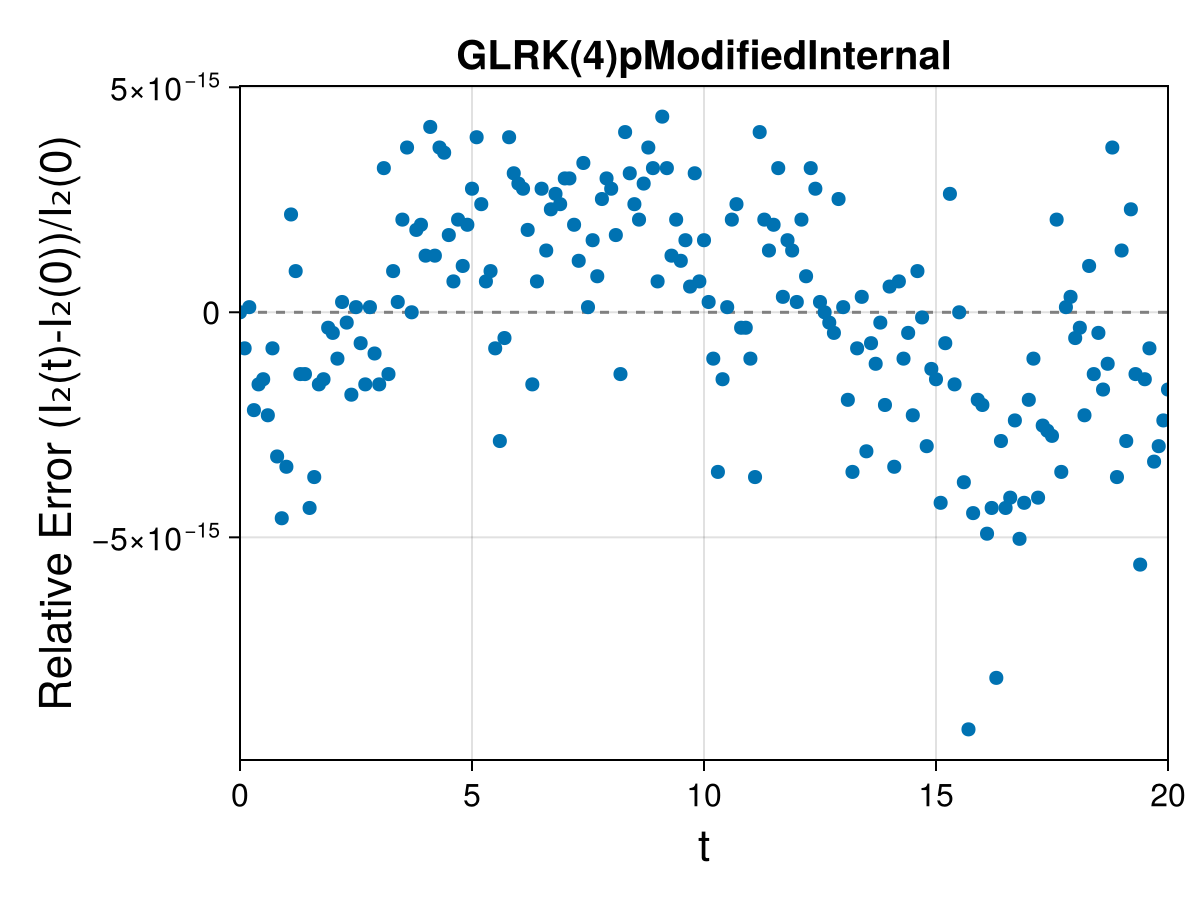 GLRK(4)pModifiedInternal
5×10⁻¹⁵
0
−5×10⁻¹⁵
Relative Error (I₂(t)-I₂(0))/I₂(0)
0 5 10 15 20
t